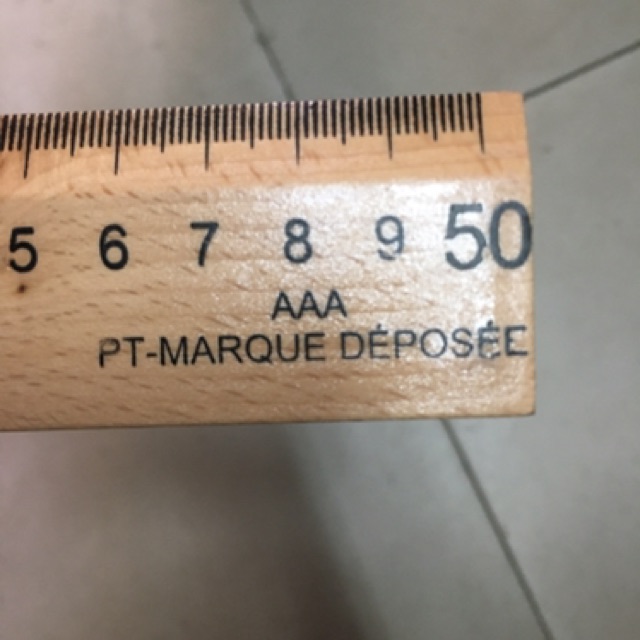 5 6 7 8 9 50
AAA
PT-MARQUE DÉPOSÉE